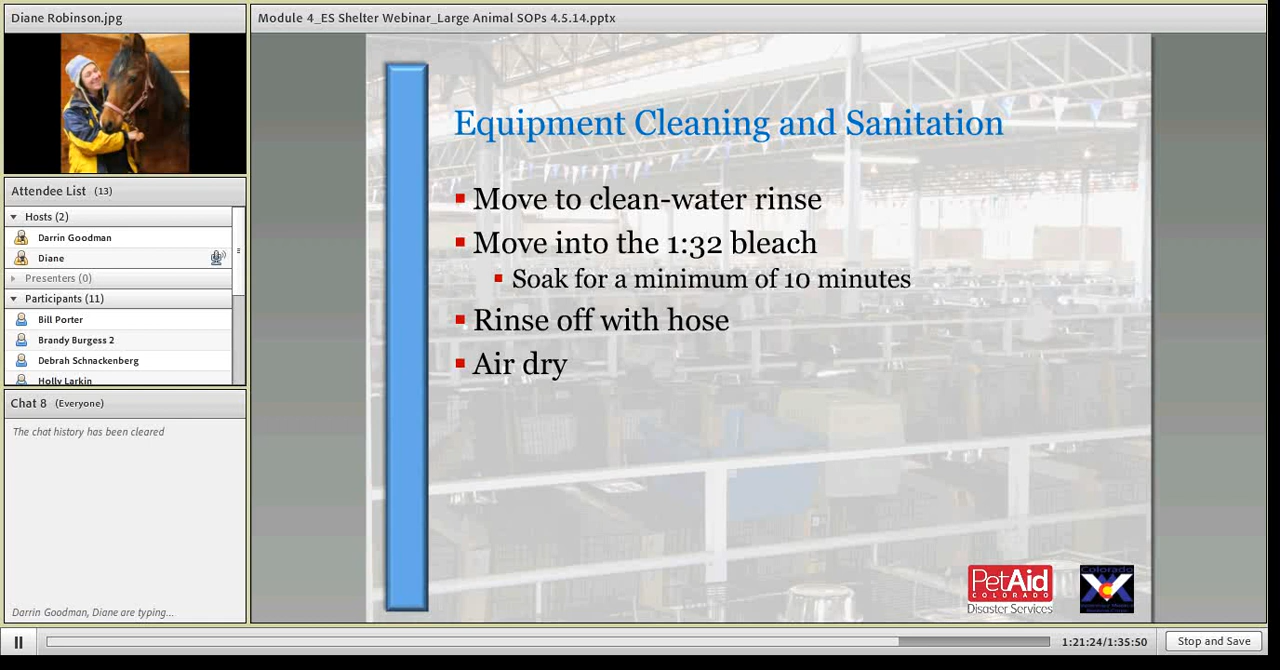 Diane Robinson.jpg
Module 4_ES Shelter Webinar_Large Animal SOPs 4.5.14.pptx
Attendee List (13)
Hosts (2)
Darrin Goodman
Diane
Presenters (0)
Participants (11)
Bill Porter
Brandy Burgess 2
Debrah Schnackenberg
Holly Larkin
Chat 8 (Everyone)
The chat history has been cleared
Darrin Goodman, Diane are typing...
Equipment Cleaning and Sanitation
Move to clean-water rinse
Move into the 1:32 bleach
Soak for a minimum of 10 minutes
Rinse off with hose
Air dry
PetAid
COLORADO
Disaster Services
Colorado
1:21:24/1:35:50
Stop and Save